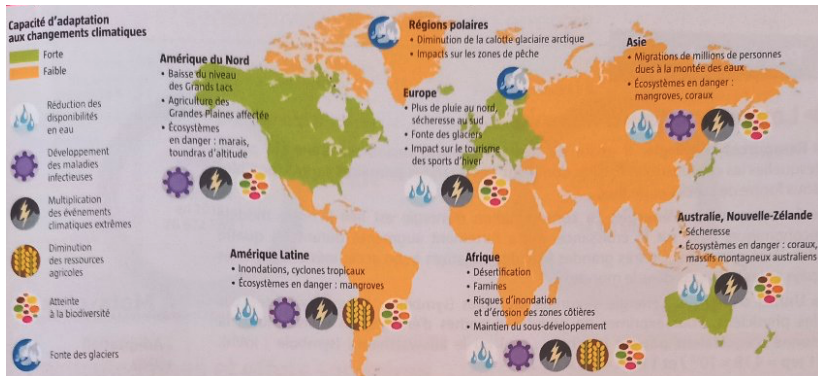 Capacité d'adaptation
aux changements climatiques
Forte
Faible
Réduction des
disponibilités
en eau
Développement
des maladies
infectieuses
Multiplication
des événements
climatiques extrêmes
Diminution
des ressources
agricoles
Atteinte
à la biodiversité
Fonte des glaciers
Amérique du Nord
• Baisse du niveau
des Grands Lacs
• Agriculture des
Grandes Plaines affectée
• Écosystèmes
en danger : marais,
toundras d'altitude
Régions polaires
• Diminution de la calotte glaciaire arctique
• Impacts sur les zones de pêche
Europe
• Plus de pluie au nord,
sécheresse au sud
• Fonte des glaciers
• Impact sur le tourisme
des sports d'hiver
Asie
• Migrations de millions de personnes
dues à la montée des eaux
• Écosystèmes en danger :
mangroves, coraux
Amérique Latine
• Inondations, cyclones tropicaux
• Écosystèmes en danger : mangroves
Afrique
• Désertification
• Famines
• Risques d'inondation
et d'érosion des zones côtières
• Maintien du sous-développement
Australie, Nouvelle-Zélande
• Sécheresse
• Écosystèmes en danger : coraux,
massifs montagneux australiens